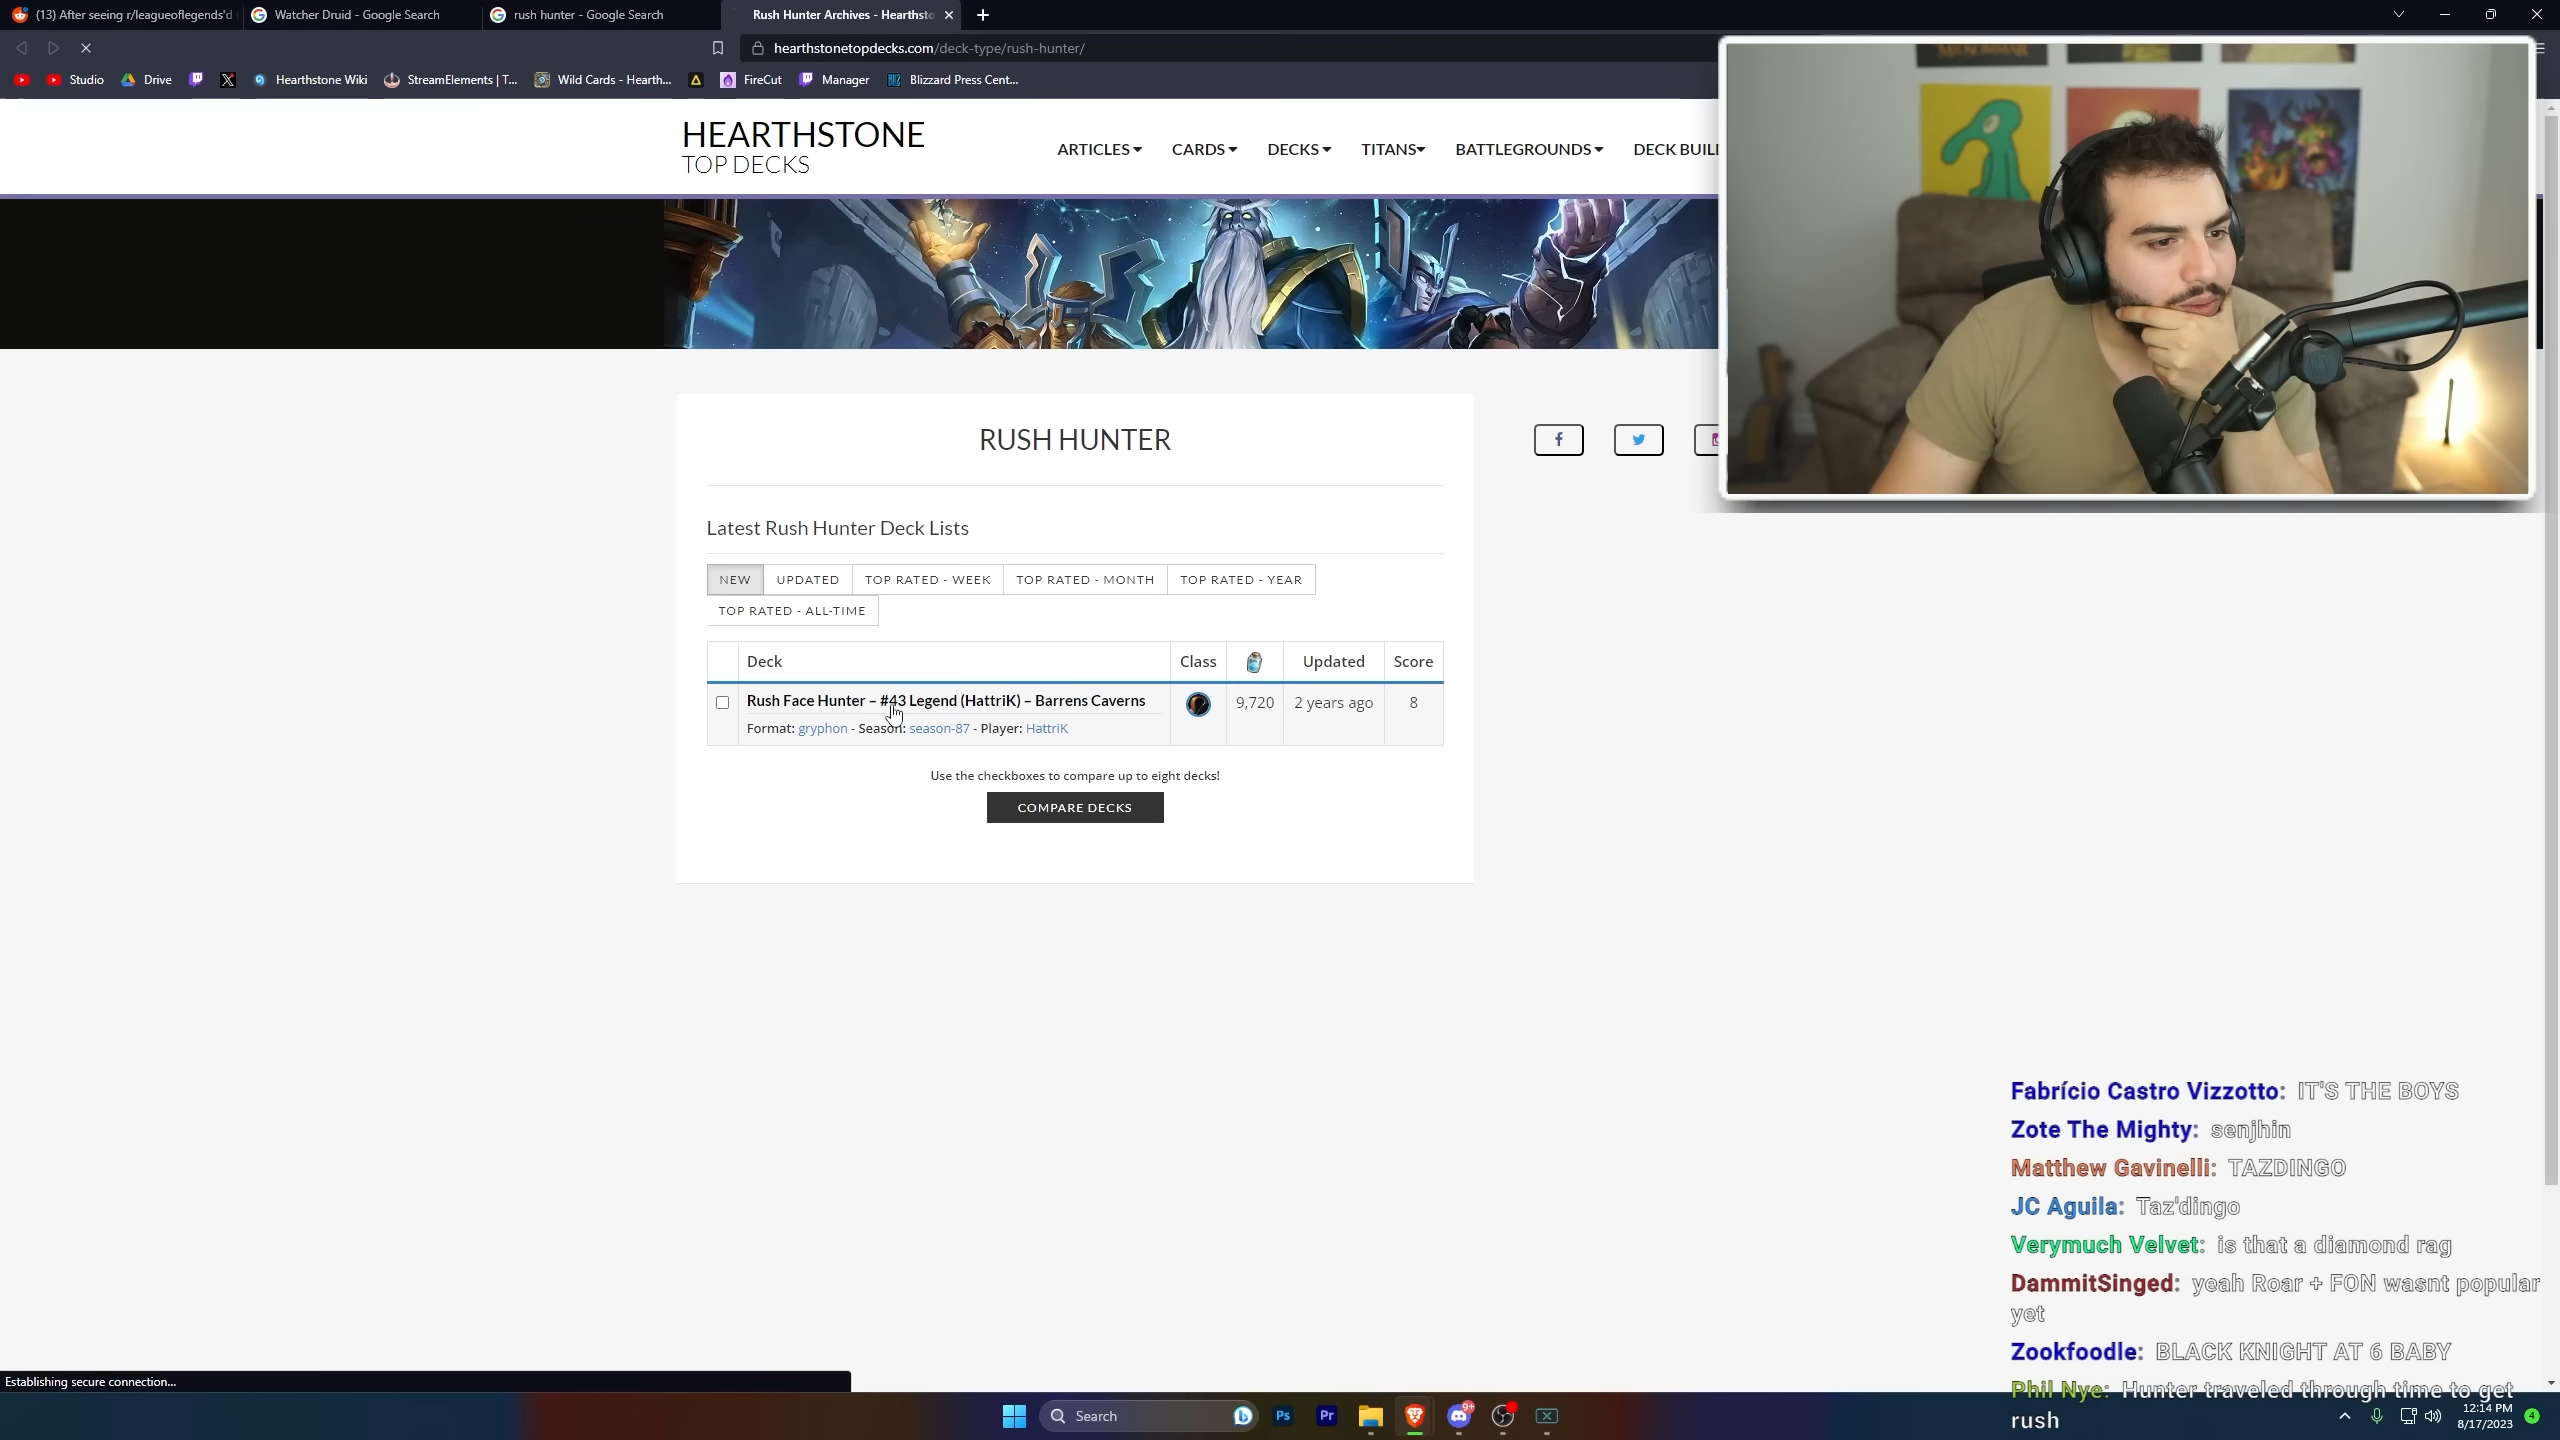 (13) After seeing r/leagueoflegends'd
Watcher Druid - Google Search
rush hunter - Google Search
Rush Hunter Archives - Hearthsto
hearthstonetopdecks.com/deck-type/rush-hunter/
Studio
Drive
Hearthstone Wiki
StreamElements | T...
Wild Cards - Hearth...
FireCut
Manager
Blizzard Press Cent...
HEARTHSTONE
TOP DECKS
ARTICLES
CARDS
DECKS
TITANS
BATTLEGROUNDS
DECK BUIL
RUSH HUNTER
Latest Rush Hunter Deck Lists
NEW
UPDATED
TOP RATED - WEEK
TOP RATED - MONTH
TOP RATED - YEAR
TOP RATED - ALL-TIME
Deck
Class
Updated
Score
Rush Face Hunter – #43 Legend (HattriK) – Barrens Caverns
9,720
2 years ago
8
Format: gryphon - Season: season-87 - Player: HattriK
Use the checkboxes to compare up to eight decks!
COMPARE DECKS
Fabrício Castro Vizzotto: IT'S THE BOYS
Zote The Mighty: senjhin
Matthew Gavinelli: TAZDINGO
JC Aguila: Taz'dingo
Verymuch Velvet: is that a diamond rag
DammitSinged: yeah Roar + FON wasnt popular
yet
Zookfoodle: BLACK KNIGHT AT 6 BABY
Phil Nye: Hunter traveled through time to get
rush
Establishing secure connection...
Search
Ps
Pr
9+
12:14 PM
8/17/2023
4